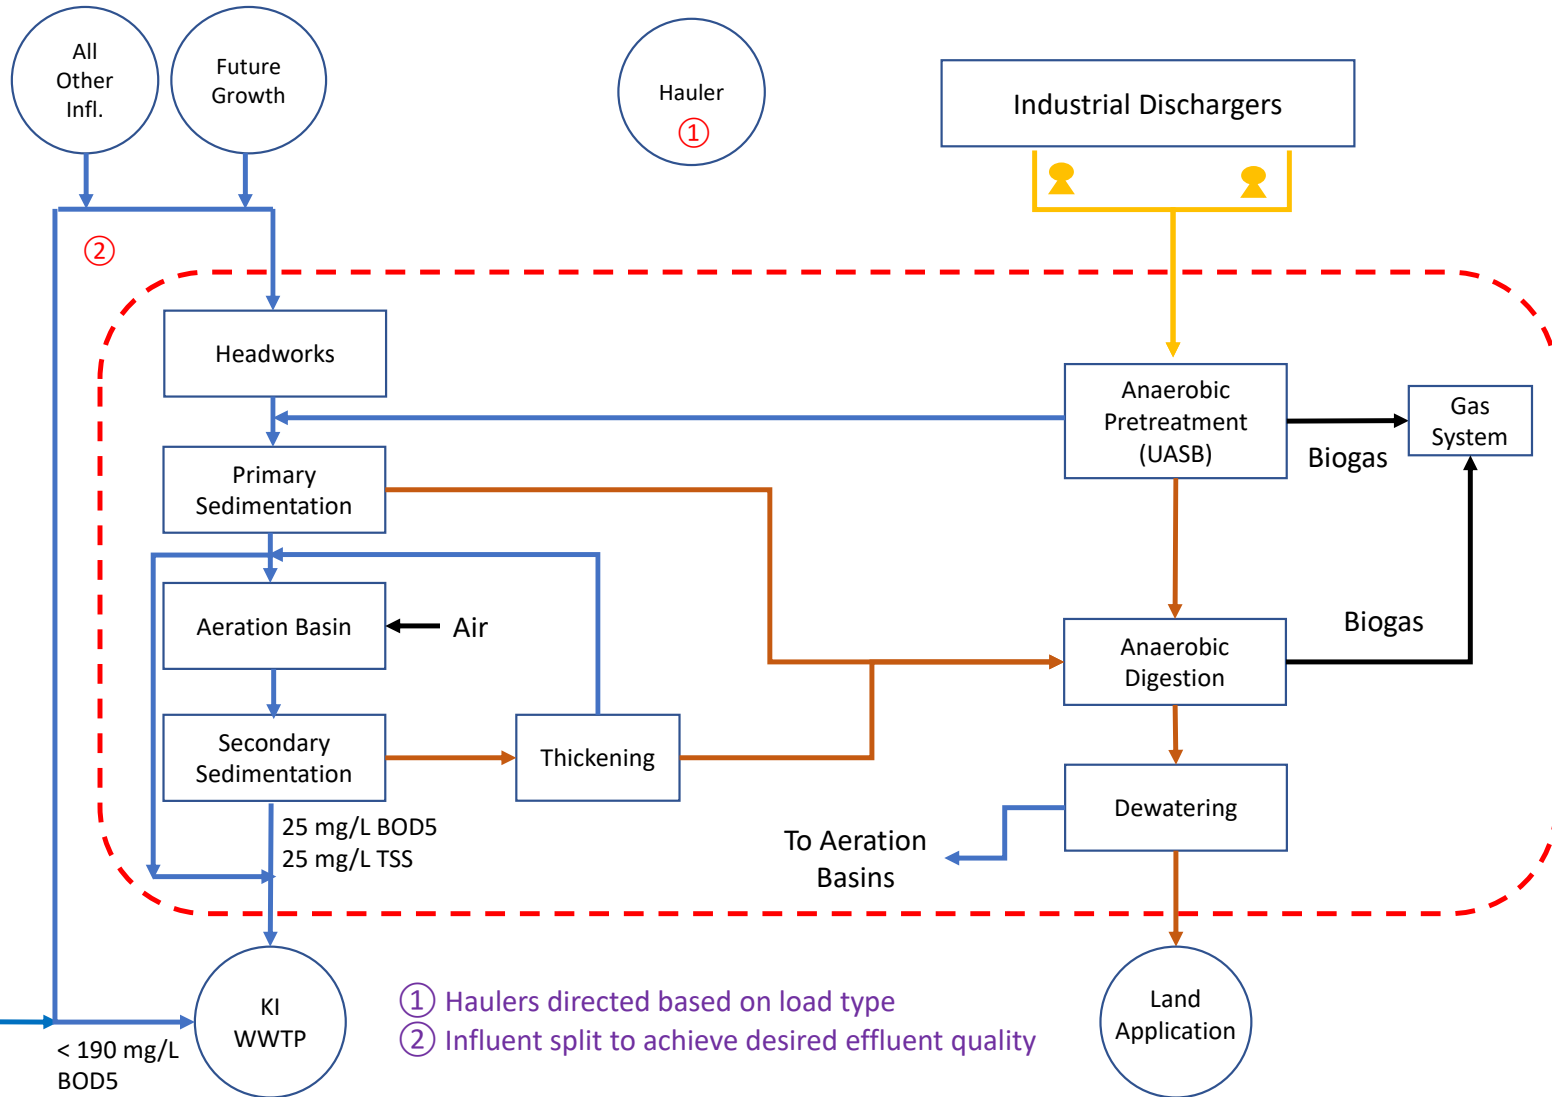 All
Other
Infl.
Future
Growth
Hauler
①
Industrial Dischargers
②
Headworks
Anaerobic
Pretreatment
(UASB)
Gas
System
Biogas
Primary
Sedimentation
Aeration Basin
Air
Anaerobic
Digestion
Biogas
Secondary
Sedimentation
Thickening
Dewatering
25 mg/L BOD5
25 mg/L TSS
To Aeration
Basins
KI
WWTP
< 190 mg/L
BOD5
① Haulers directed based on load type
② Influent split to achieve desired effluent quality
Land
Application